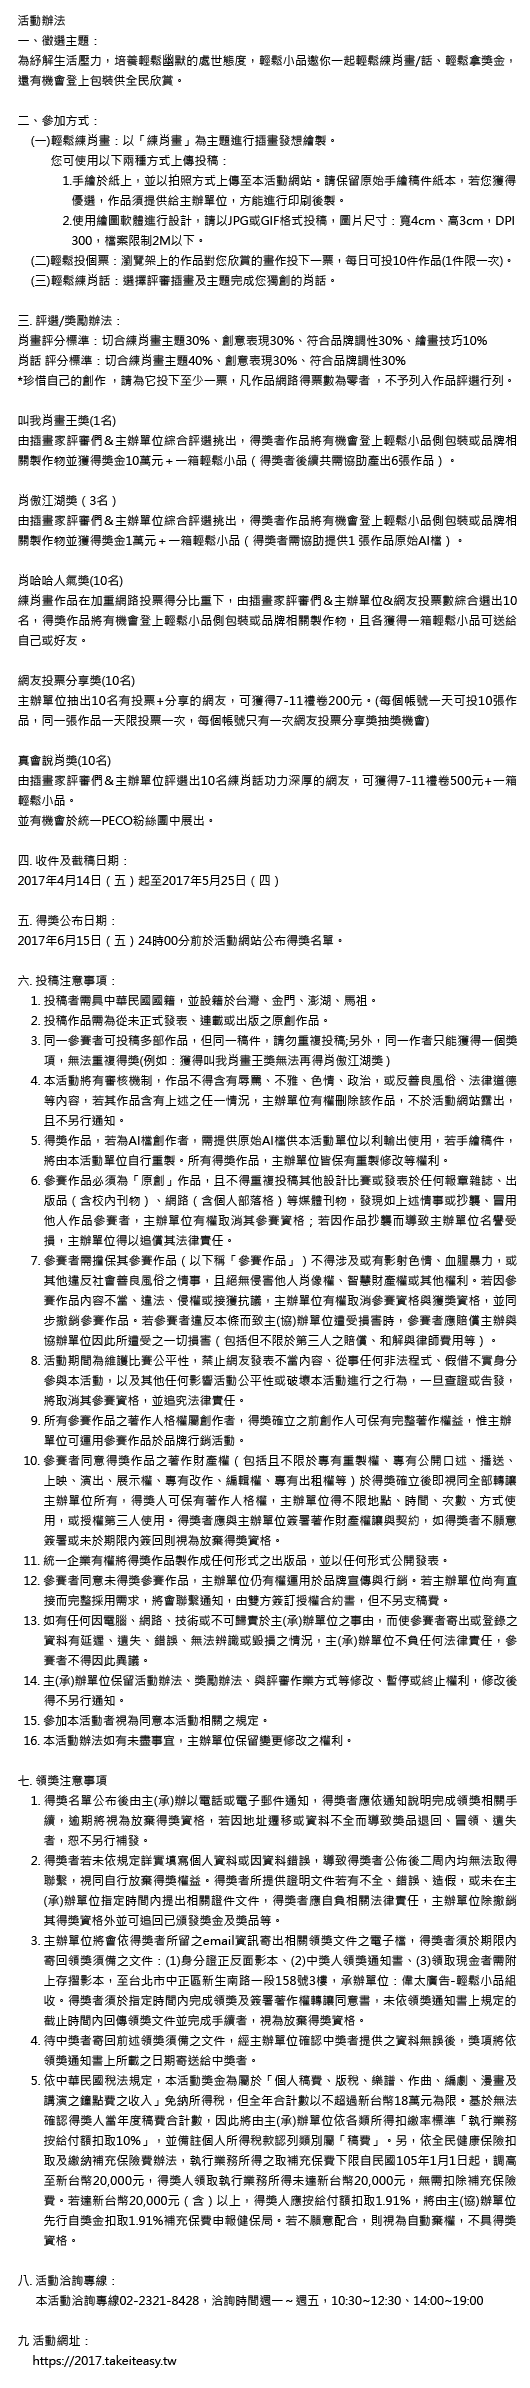 活動辦法
一、徵選主題：
為紓解生活壓力，培養輕鬆幽默的處世態度，輕鬆小品邀你一起輕鬆練肖畫/話、輕鬆拿獎金，
還有機會登上包裝供全民欣賞。
二、參加方式：
(一)輕鬆練肖畫：以「練肖畫」為主題進行插畫發想繪製。
您可使用以下兩種方式上傳投稿：
1.手繪於紙上，並以拍照方式上傳至本活動網站。請保留原始手繪稿件紙本，若您獲得
優選，作品須提供給主辦單位，方能進行印刷後製。
2.使用繪圖軟體進行設計，請以JPG或GIF格式投稿，圖片尺寸：寬4cm、高3cm，DPI
300，檔案限制2M以下。
(二)輕鬆投個票：瀏覽架上的作品對您欣賞的畫作投下一票，每日可投10件作品(1件限一次)。
(三)輕鬆練肖話：選擇評審插畫及主題完成您獨創的肖話。
三. 評選/獎勵辦法：
肖畫評分標準：切合練肖畫主題30%、創意表現30%、符合品牌調性30%、繪畫技巧10%
肖話 評分標準：切合練肖畫主題40%、創意表現30%、符合品牌調性30%
*珍惜自己的創作 ，請為它投下至少一票，凡作品網路得票數為零者 ，不予列入作品評選行列。
叫我肖畫王獎(1名)
由插畫家評審們＆主辦單位綜合評選挑出，得獎者作品將有機會登上輕鬆小品側包裝或品牌相
關製作物並獲得獎金10萬元＋一箱輕鬆小品（得獎者後續共需協助產出6張作品）。
肖傲江湖獎（3名）
由插畫家評審們＆主辦單位綜合評選挑出，得獎者作品將有機會登上輕鬆小品側包裝或品牌相
關製作物並獲得獎金1萬元＋一箱輕鬆小品（得獎者需協助提供1 張作品原始AI檔）。
肖哈哈人氣獎(10名)
練肖畫作品在加重網路投票得分比重下，由插畫家評審們＆主辦單位&網友投票數綜合選出10
名，得獎作品將有機會登上輕鬆小品側包裝或品牌相關製作物，且各獲得一箱輕鬆小品可送給
自己或好友。
網友投票分享獎(10名)
主辦單位抽出10名有投票+分享的網友，可獲得7-11禮卷200元。(每個帳號一天可投10張作
品，同一張作品一天限投票一次，每個帳號只有一次網友投票分享獎抽獎機會)
真會說肖獎(10名)
由插畫家評審們＆主辦單位評選出10名練肖話功力深厚的網友，可獲得7-11禮卷500元+一箱
輕鬆小品。
並有機會於統一PECO粉絲團中展出。
四. 收件及截稿日期：
2017年4月14日（五）起至2017年5月25日（四）
五. 得獎公布日期：
2017年6月15日（五）24時00分前於活動網站公布得獎名單。
六. 投稿注意事項：
1. 投稿者需具中華民國國籍，並設籍於台灣、金門、澎湖、馬祖。
2. 投稿作品需為從未正式發表、連載或出版之原創作品。
3. 同一參賽者可投稿多部作品，但同一稿件，請勿重複投稿;另外，同一作者只能獲得一個獎
項，無法重複得獎(例如：獲得叫我肖畫王獎無法再得肖傲江湖獎）
4. 本活動將有審核機制，作品不得含有辱罵、不雅、色情、政治，或反善良風俗、法律道德
等內容，若其作品含有上述之任一情況，主辦單位有權刪除該作品，不於活動網站露出，
且不另行通知。
5. 得獎作品，若為AI檔創作者，需提供原始AI檔供本活動單位以利輸出使用，若手繪稿件，
將由本活動單位自行重製。所有得獎作品，主辦單位皆保有重製修改等權利。
6. 參賽作品必須為「原創」作品，且不得重複投稿其他設計比賽或發表於任何報章雜誌、出
版品（含校內刊物）、網路（含個人部落格）等媒體刊物，發現如上述情事或抄襲、冒用
他人作品參賽者，主辦單位有權取消其參賽資格；若因作品抄襲而導致主辦單位名譽受
損，主辦單位得以追償其法律責任。
7. 參賽者需擔保其參賽作品（以下稱「參賽作品」）不得涉及或有影射色情、血腥暴力，或
其他違反社會善良風俗之情事，且絕無侵害他人肖像權、智慧財產權或其他權利。若因參
賽作品內容不當、違法、侵權或接獲抗議，主辦單位有權取消參賽資格與獲獎資格，並同
步撤銷參賽作品。若參賽者違反本條而致主(協)辦單位遭受損害時，參賽者應賠償主辦與
協辦單位因此所遭受之一切損害（包括但不限於第三人之賠償、和解與律師費用等）。
8. 活動期間為維護比賽公平性，禁止網友發表不當內容、從事任何非法程式、假借不實身分
參與本活動，以及其他任何影響活動公平性或破壞本活動進行之行為，一旦查證或告發，
將取消其參賽資格，並追究法律責任。
9. 所有參賽作品之著作人格權屬創作者，得獎確立之前創作人可保有完整著作權益，惟主辦
單位可運用參賽作品於品牌行銷活動。
10. 參賽者同意得獎作品之著作財產權（包括且不限於專有重製權、專有公開口述、播送、
上映、演出、展示權、專有改作、編輯權、專有出租權等）於得獎確立後即視同全部轉讓
主辦單位所有，得獎人可保有著作人格權，主辦單位得不限地點、時間、次數、方式使
用，或授權第三人使用。得獎者應與主辦單位簽署著作財產權讓與契約，如得獎者不願意
簽署或未於期限內簽回則視為放棄得獎資格。
11. 統一企業有權將得獎作品製作成任何形式之出版品，並以任何形式公開發表。
12. 參賽者同意未得獎參賽作品，主辦單位仍有權運用於品牌宣傳與行銷。若主辦單位尚有直
接而完整採用需求，將會聯繫通知，由雙方簽訂授權合約書，但不另支稿費。
13. 如有任何因電腦、網路、技術或不可歸責於主(承)辦單位之事由，而使參賽者寄出或登錄之
資料有延遲、遺失、錯誤、無法辨識或毀損之情況，主(承)辦單位不負任何法律責任，參
賽者不得因此異議。
14. 主(承)辦單位保留活動辦法、獎勵辦法、與評審作業方式等修改、暫停或終止權利，修改後
得不另行通知。
15. 參加本活動者視為同意本活動相關之規定。
16. 本活動辦法如有未盡事宜，主辦單位保留變更修改之權利。
七. 領獎注意事項
1. 得獎名單公布後由主(承)辦以電話或電子郵件通知，得獎者應依通知說明完成領獎相關手
續，逾期將視為放棄得獎資格，若因地址遷移或資料不全而導致獎品退回、冒領、遺失
者，恕不另行補發。
2. 得獎者若未依規定詳實填寫個人資料或因資料錯誤，導致得獎者公佈後二周內均無法取得
聯繫，視同自行放棄得獎權益。得獎者所提供證明文件若有不全、錯誤、造假，或未在主
(承)辦單位指定時間內提出相關證件文件，得獎者應自負相關法律責任，主辦單位除撤銷
其得獎資格外並可追回已頒發獎金及獎品等。
3. 主辦單位將會依得獎者所留之email資訊寄出相關領獎文件之電子檔，得獎者須於期限內
寄回領獎須備之文件：(1)身分證正反面影本、(2)中獎人領獎通知書、(3)領取現金者需附
上存摺影本，至台北市中正區新生南路一段158號3樓，承辦單位：偉太廣告-輕鬆小品組
收。得獎者須於指定時間內完成領獎及簽署著作權轉讓同意書，未依領獎通知書上規定的
截止時間內回傳領獎文件並完成手續者，視為放棄得獎資格。
4. 待中獎者寄回前述領獎須備之文件，經主辦單位確認中獎者提供之資料無誤後，獎項將依
領獎通知書上所載之日期寄送給中獎者。
5. 依中華民國稅法規定，本活動獎金為屬於「個人稿費、版稅、樂譜、作曲、編劇、漫畫及
講演之鐘點費之收入」免納所得稅，但全年合計數以不超過新台幣18萬元為限。基於無法
確認得獎人當年度稿費合計數，因此將由主(承)辦單位依各類所得扣繳率標準「執行業務
按給付額扣取10%」，並備註個人所得稅款認列類別屬「稿費」。另，依全民健康保險扣
取及繳納補充保險費辦法，執行業務所得之取補充保費下限自民國105年1月1日起，調高
至新台幣20,000元，得獎人領取執行業務所得未達新台幣20,000元，無需扣除補充保險
費。若達新台幣20,000元（含）以上，得獎人應按給付額扣取1.91%，將由主(協)辦單位
先行自獎金扣取1.91%補充保費申報健保局。若不願意配合，則視為自動棄權，不具得獎
資格。
八. 活動洽詢專線：
本活動洽詢專線02-2321-8428，洽詢時間週一～週五，10:30~12:30、14:00~19:00
九 活動網址：
https://2017.takeiteasy.tw